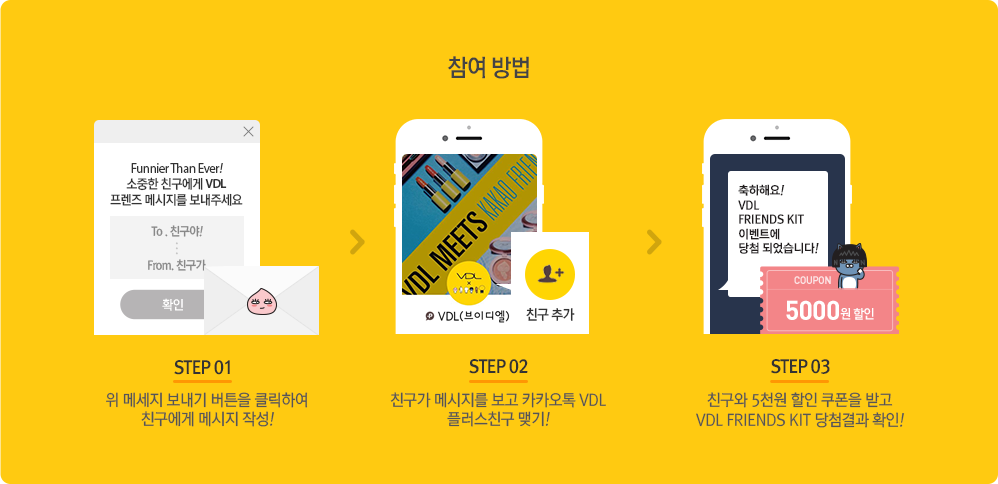 참여 방법
Funnier Than Ever!
소중한 친구에게 VDL
프렌즈 메시지를 보내주세요
To . 친구야!
From. 친구가
확인
STEP 01
위 메세지 보내기 버튼을 클릭하여
친구에게 메시지 작성!
VDL MEETS KAKAO FRIE
VDL
×
VDL(브이디엘)
친구 추가
STEP 02
친구가 메시지를 보고 카카오톡 VDL
플러스친구 맺기!
축하해요!
VDL
FRIENDS KIT
이벤트에
당첨 되었습니다!
COUPON
5000원 할인
STEP 03
친구와 5천원 할인 쿠폰을 받고
VDL FRIENDS KIT 당첨결과 확인!